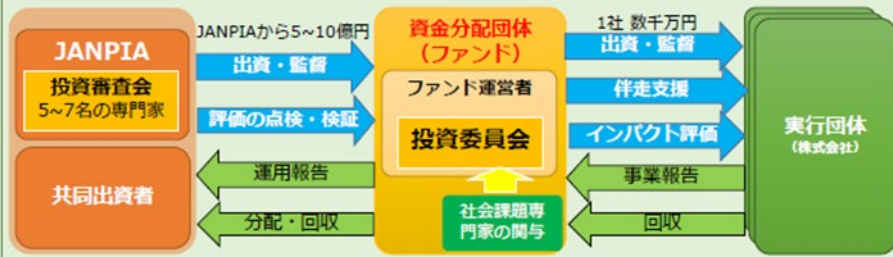 JANPIA
投資審査会
5~7名の専門家
共同出資者
JANPIAから5~10億円
出資・監督
評価の点検・検証
運用報告
分配・回収
資金分配団体
(ファンド)
ファンド運営者
投資委員会
社会課題専
門家の関与
1社 数千万円
出資・監督
伴走支援
インパクト評価
事業報告
回収
実行団体
(株式会社)